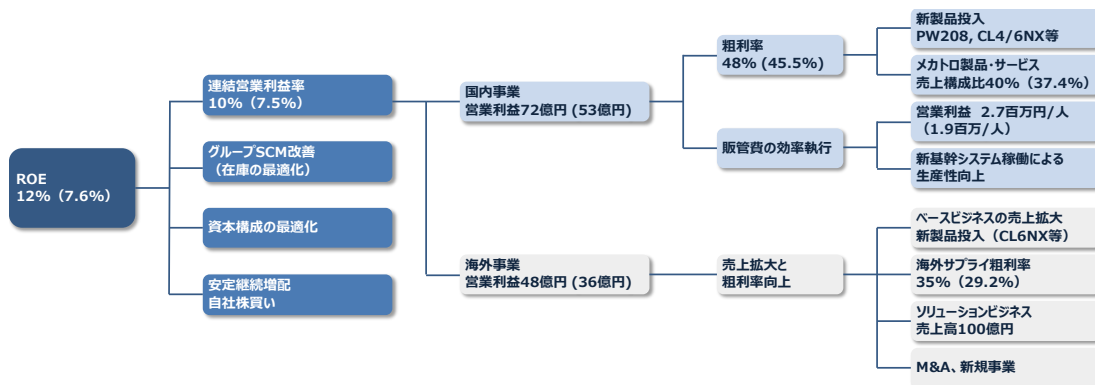 ROE
12%（7.6%）
連結営業利益率
10%（7.5%）
グループSCM改善
（在庫の最適化）
資本構成の最適化
安定継続増配
自社株買い
国内事業
営業利益72億円 (53億円)
海外事業
営業利益48億円 (36億円)
粗利率
48% (45.5%)
販管費の効率執行
売上拡大と
粗利率向上
新製品投入
PW208, CL4/6NX等
メカトロ製品・サービス
売上構成比40%（37.4%）
営業利益 2.7百万円/人
（1.9百万/人）
新基幹システム稼働による
生産性向上
ベースビジネスの売上拡大
新製品投入（CL6NX等）
海外サプライ粗利率
35%（29.2%）
ソリューションビジネス
売上高100億円
M&A、新規事業